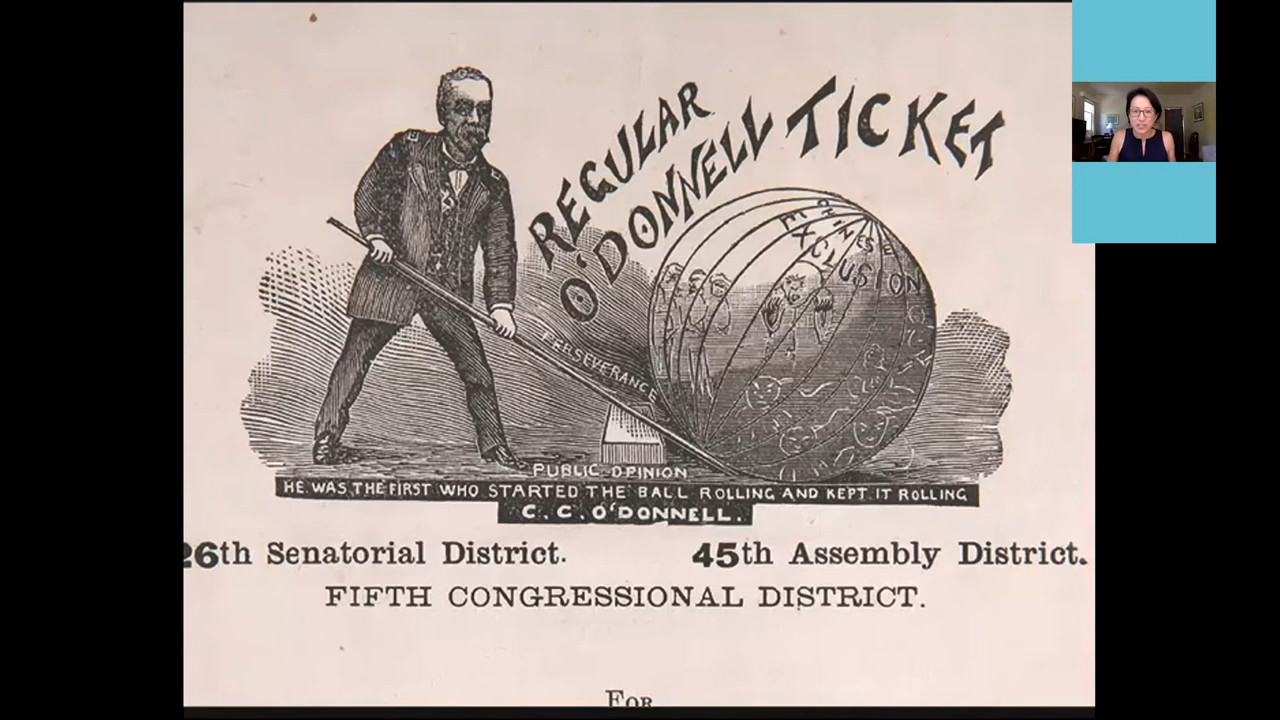 REGULAR
O'DONNELL TICKET
CHINESE
EXCLUSION
PERSEVERANCE
PUBLIC OPINION
HE WAS THE FIRST WHO STARTED THE BALL ROLLING AND KEPT IT ROLLING
C. C. O'DONNELL.
26th Senatorial District. 45th Assembly District.
FIFTH CONGRESSIONAL DISTRICT.
FOR